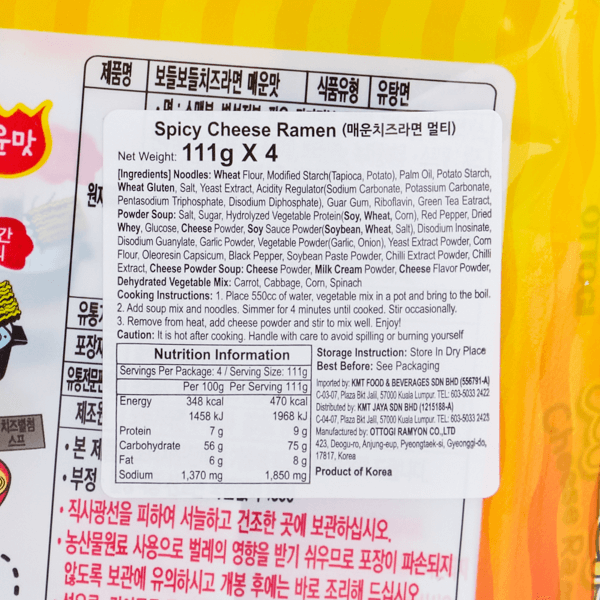 제품명 보들보들치즈라면 매운맛 식품유형 유탕면
운맛
Spicy Cheese Ramen (매운치즈라면 멀티)
Net Weight: 111g X 4
[Ingredients] Noodles: Wheat Flour, Modified Starch(Tapioca, Potato), Palm Oil, Potato Starch,
Wheat Gluten, Salt, Yeast Extract, Acidity Regulator(Sodium Carbonate, Potassium Carbonate,
Pentasodium Triphosphate, Disodium Diphosphate), Guar Gum, Riboflavin, Green Tea Eatract,
Powder Soup: Salt, Sugar, Hydrolyzed Vegetable Protein(Soy, Wheat, Corn), Red Pepper, Dried
Whey, Glucose, Cheese Powder, Soy Sauce Powder(Soybean, Wheat, Salt), Disodium Inosinate,
Disodium Guanylate, Garlic Powder, Vegetable Powder(Garlic, Onion), Yeast Extract Powder, Corn
Flour, Oleoresin Capsicum, Black Pepper, Soybean Paste Powder, Chilli Extract Powder, Chilli
Extract, Cheese Powder Soup: Cheese Powder, Milk Cream Powder, Cheese Flavor Powder,
Dehydrated Vegetable Mix: Carrot, Cabbage, Corn, Spinach
Cooking Instructions: 1. Place 550cc of water, vegetable mix in a pot and bring to the boil.
2. Add soup mix and noodles. Simmer for 4 minutes until cooked. Stir occasionally.
3. Remove from heat, add cheese powder and stir to mix well. Enjoy!
Caution: It is hot after cooking. Handle with care to avoid spilling or burning yourself
Nutrition Information
Servings Per Package: 4 / Serving Size: 111g
Per 100g Per Serving 111g
Energy 348 kcal 470 kcal
1458 kJ 1968 kJ
Protein 7 g 9 g
Carbohydrate 56 g 75 g
Fat 6 g 8 g
Sodium 1,370 mg 1,850 mg
Storage Instruction: Store In Dry Place
Best Before: See Packaging
Imported by: KMT FOOD & BEVERAGES SDN BHD (556791-A)
C-03-07, Plaza Bkt Jalil, 57000 Kuala Lumpur. TEL: 603-5033 2422
Distributed by: KMT JAYA SDN BHD (1215188-A)
C-04-07, Plaza Bkt Jalil, 57000 Kuala Lumpur. TEL: 603-5033 2423
Manufactured by: OTTOGI RAMYON CO.,LTD
423, Deogu-ro, Anjung-eup, Pyeongtaek-si, Gyeonggi-do,
17817, Korea
Product of Korea
치즈별첨
스프
유통
포장
유통전문판
제조원
• 본 제
• 부정
• 직사광선을 피하여 서늘하고 건조한 곳에 보관하십시오.
• 농산물원료 사용으로 벌레의 영향을 받기 쉬우므로 포장이 파손되지
않도록 보관에 유의하시고 개봉 후에는 바로 조리해 드십시오
OTTOGI
Cheese Ra